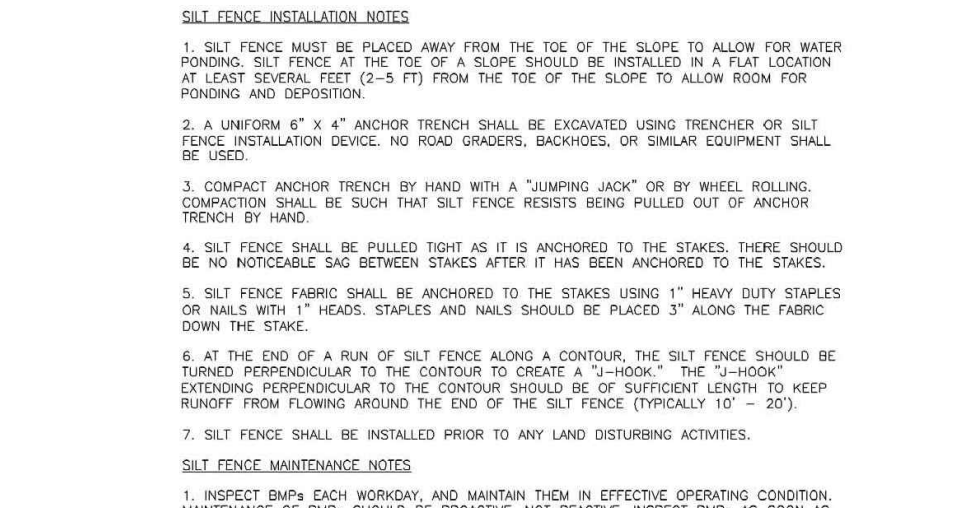 SILT FENCE INSTALLATION NOTES
1. SILT FENCE MUST BE PLACED AWAY FROM THE TOE OF THE SLOPE TO ALLOW FOR WATER
PONDING. SILT FENCE AT THE TOE OF A SLOPE SHOULD BE INSTALLED IN A FLAT LOCATION
AT LEAST SEVERAL FEET (2-5 FT) FROM THE TOE OF THE SLOPE TO ALLOW ROOM FOR
PONDING AND DEPOSITION.
2. A UNIFORM 6" X 4" ANCHOR TRENCH SHALL BE EXCAVATED USING TRENCHER OR SILT
FENCE INSTALLATION DEVICE. NO ROAD GRADERS, BACKHOES, OR SIMILAR EQUIPMENT SHALL
BE USED.
3. COMPACT ANCHOR TRENCH BY HAND WITH A "JUMPING JACK" OR BY WHEEL ROLLING.
COMPACTION SHALL BE SUCH THAT SILT FENCE RESISTS BEING PULLED OUT OF ANCHOR
TRENCH BY HAND.
4. SILT FENCE SHALL BE PULLED TIGHT AS IT IS ANCHORED TO THE STAKES. THERE SHOULD
BE NO NOTICEABLE SAG BETWEEN STAKES AFTER IT HAS BEEN ANCHORED TO THE STAKES.
5. SILT FENCE FABRIC SHALL BE ANCHORED TO THE STAKES USING 1" HEAVY DUTY STAPLES
OR NAILS WITH 1" HEADS. STAPLES AND NAILS SHOULD BE PLACED 3" ALONG THE FABRIC
DOWN THE STAKE.
6. AT THE END OF A RUN OF SILT FENCE ALONG A CONTOUR, THE SILT FENCE SHOULD BE
TURNED PERPENDICULAR TO THE CONTOUR TO CREATE A "J-HOOK." THE "J-HOOK"
EXTENDING PERPENDICULAR TO THE CONTOUR SHOULD BE OF SUFFICIENT LENGTH TO KEEP
RUNOFF FROM FLOWING AROUND THE END OF THE SILT FENCE (TYPICALLY 10' - 20').
7. SILT FENCE SHALL BE INSTALLED PRIOR TO ANY LAND DISTURBING ACTIVITIES.
SILT FENCE MAINTENANCE NOTES
1. INSPECT BMPs EACH WORKDAY, AND MAINTAIN THEM IN EFFECTIVE OPERATING CONDITION.
MAINTENANCE OF BMPs SHOULD BE PROACTIVE, NOT REACTIVE. INSPECT BMPs AS SOON AS